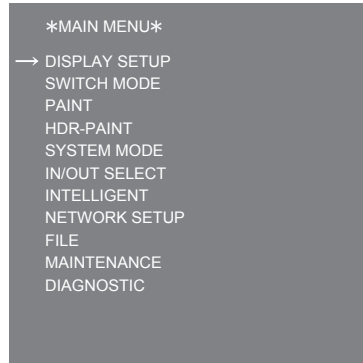 ✳MAIN MENU✳
→ DISPLAY SETUP
SWITCH MODE
PAINT
HDR-PAINT
SYSTEM MODE
IN/OUT SELECT
INTELLIGENT
NETWORK SETUP
FILE
MAINTENANCE
DIAGNOSTIC